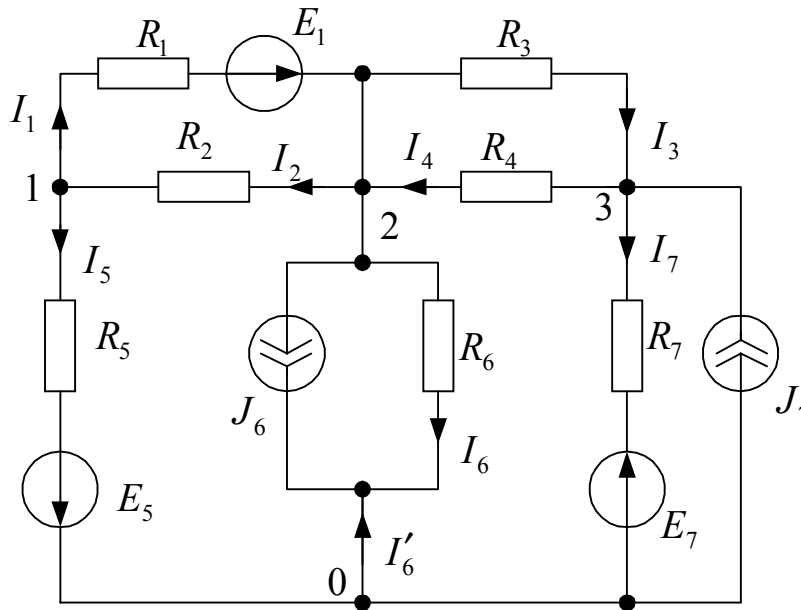 R₁ E₁ R₃
I₁ R₂ I₂ I₄ R₄ I₃
1 2 3
I₅ I₇
R₅ J₆ R₆ R₇
I₆
E₅ I′₆ E₇
0